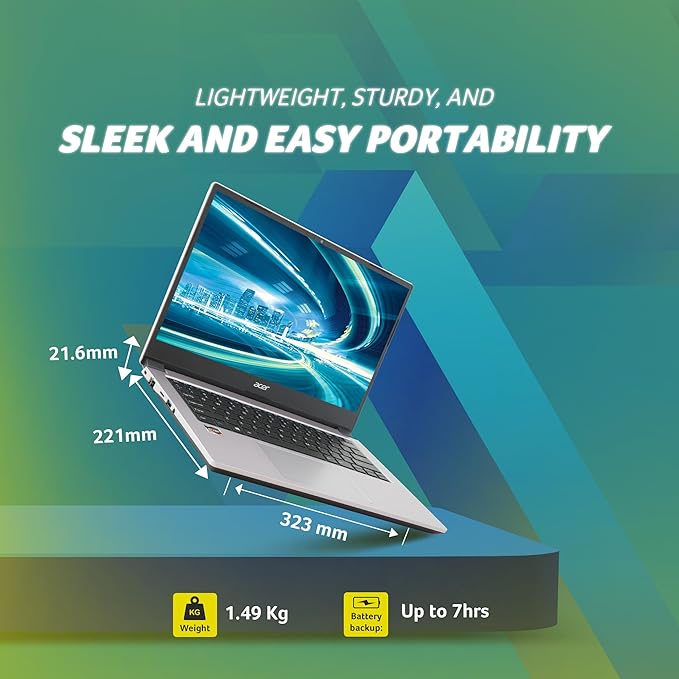 LIGHTWEIGHT, STURDY, AND
SLEEK AND EASY PORTABILITY
21.6mm
221mm
acer
323 mm
KG
Weight
1.49 Kg
Battery
backup:
Up to 7hrs